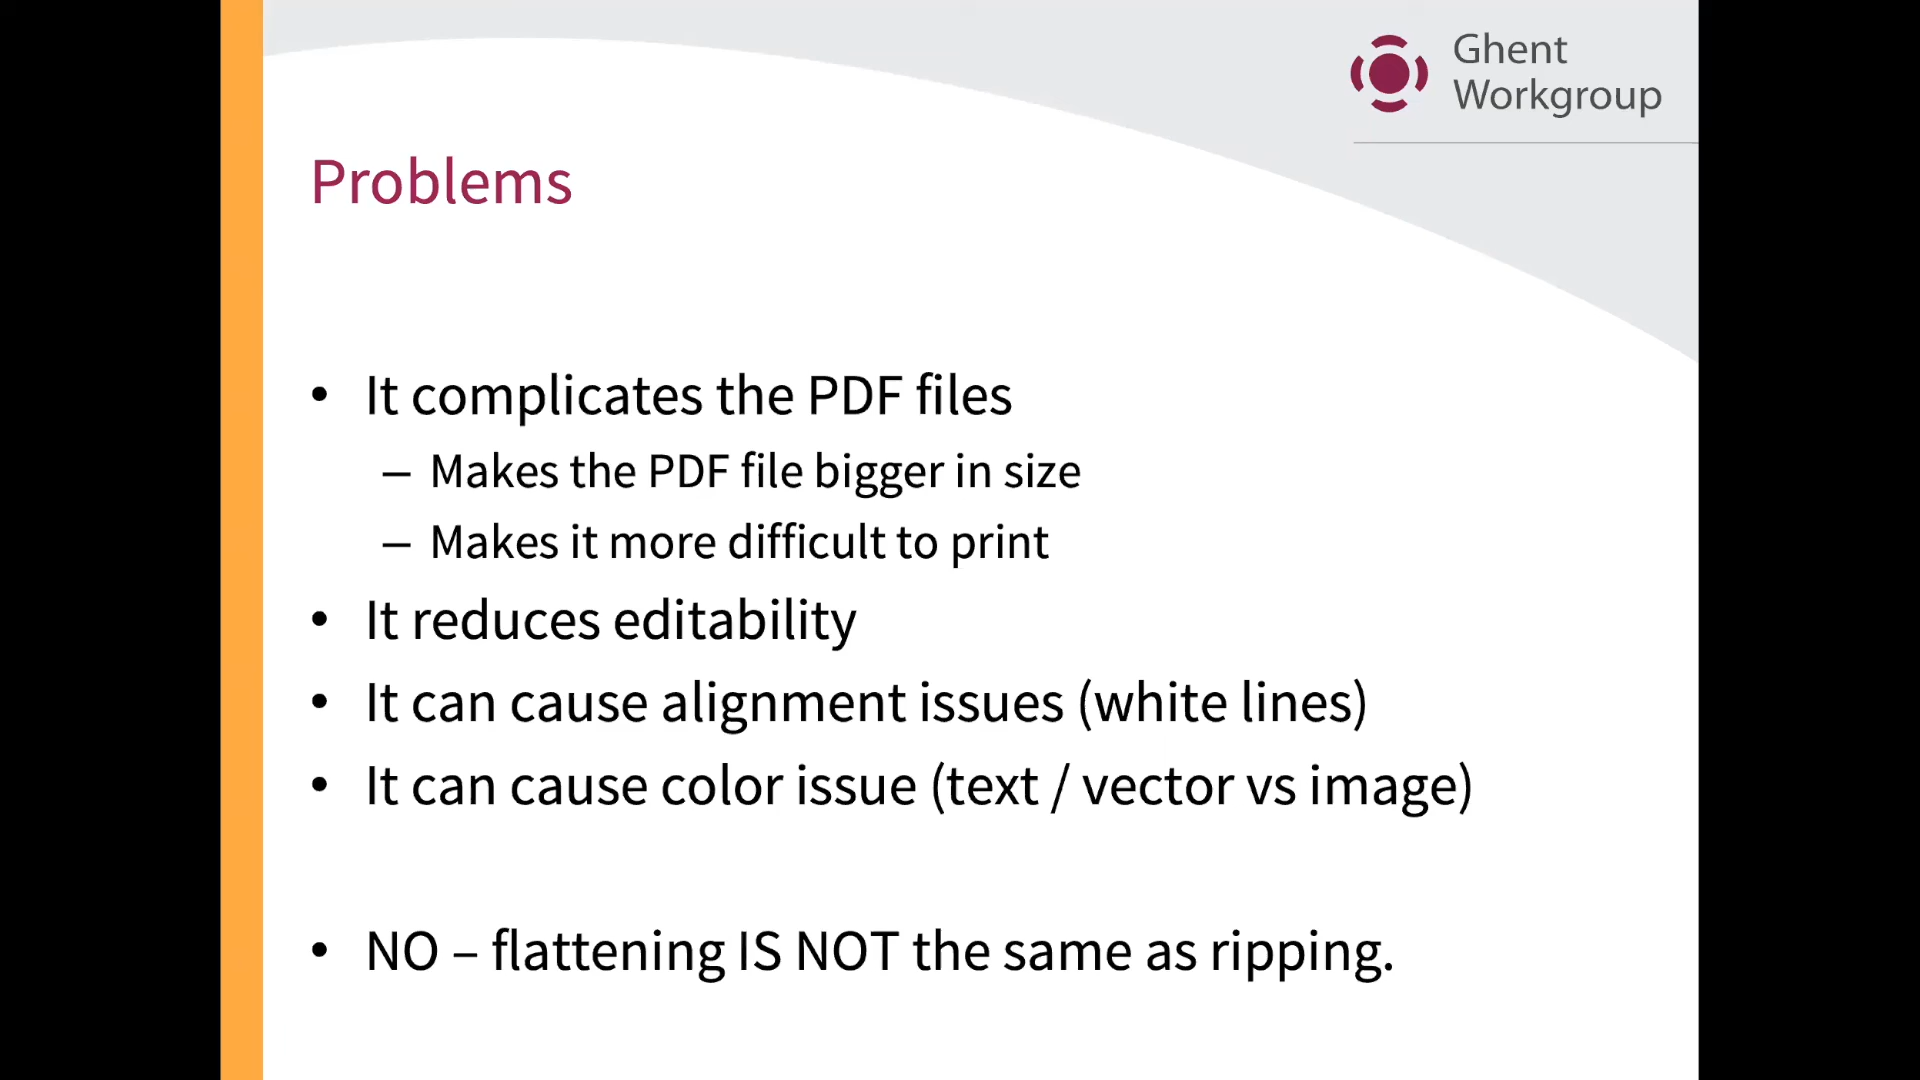 Ghent
Workgroup
Problems
• It complicates the PDF files
– Makes the PDF file bigger in size
– Makes it more difficult to print
• It reduces editability
• It can cause alignment issues (white lines)
• It can cause color issue (text / vector vs image)
• NO – flattening IS NOT the same as ripping.